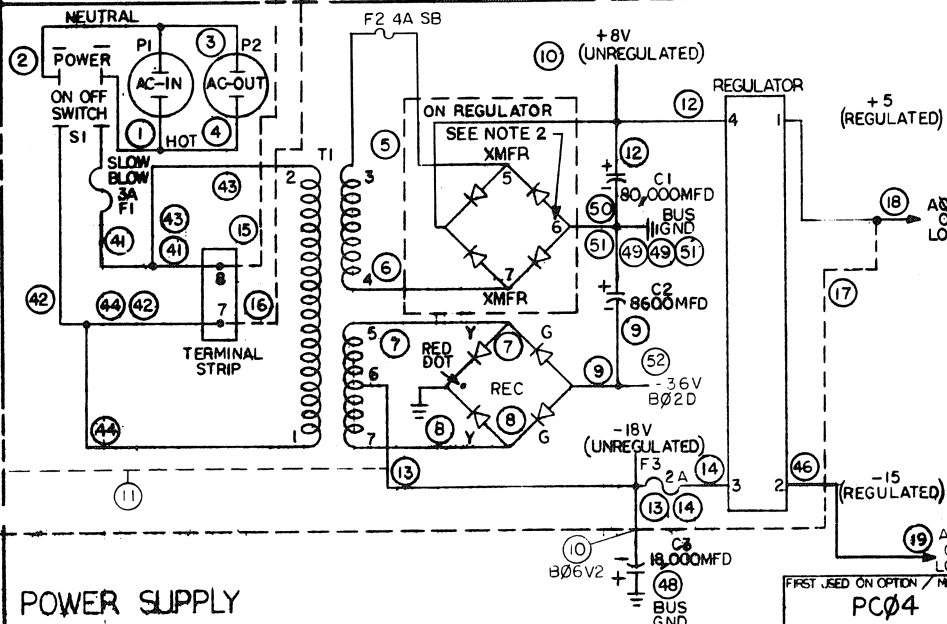 NEUTRAL
F2 4A SB
2
P1
3
P2
POWER
AC-IN
AC-OUT
ON OFF
SWITCH
S1
1
HOT
4
SLOW
BLOW
3A
F1
43
43
41
41
15
8
42
44
42
7
16
TERMINAL
STRIP
44
11
T1
2
1
3
4
5
6
7
5
6
7
8
ON REGULATOR
SEE NOTE 2
XMFR
5
6
7
XMFR
10
+8V
(UNREGULATED)
12
12
+
C1
80,000MFD
50
BUS
GND
51
49
49
51
+
C2
8600MFD
9
9
52
-36V
BØ2D
RED
DOT
Y
G
7
REC
8
Y
G
13
-18V
(UNREGULATED)
F3
2A
14
13
14
10
BØ6V2
C3
18,000MFD
-
+
48
BUS
GND
REGULATOR
4
1
3
2
+5
(REGULATED)
18
17
46
-15
(REGULATED)
19
POWER SUPPLY
FIRST USED ON OPTION /
PCØ4